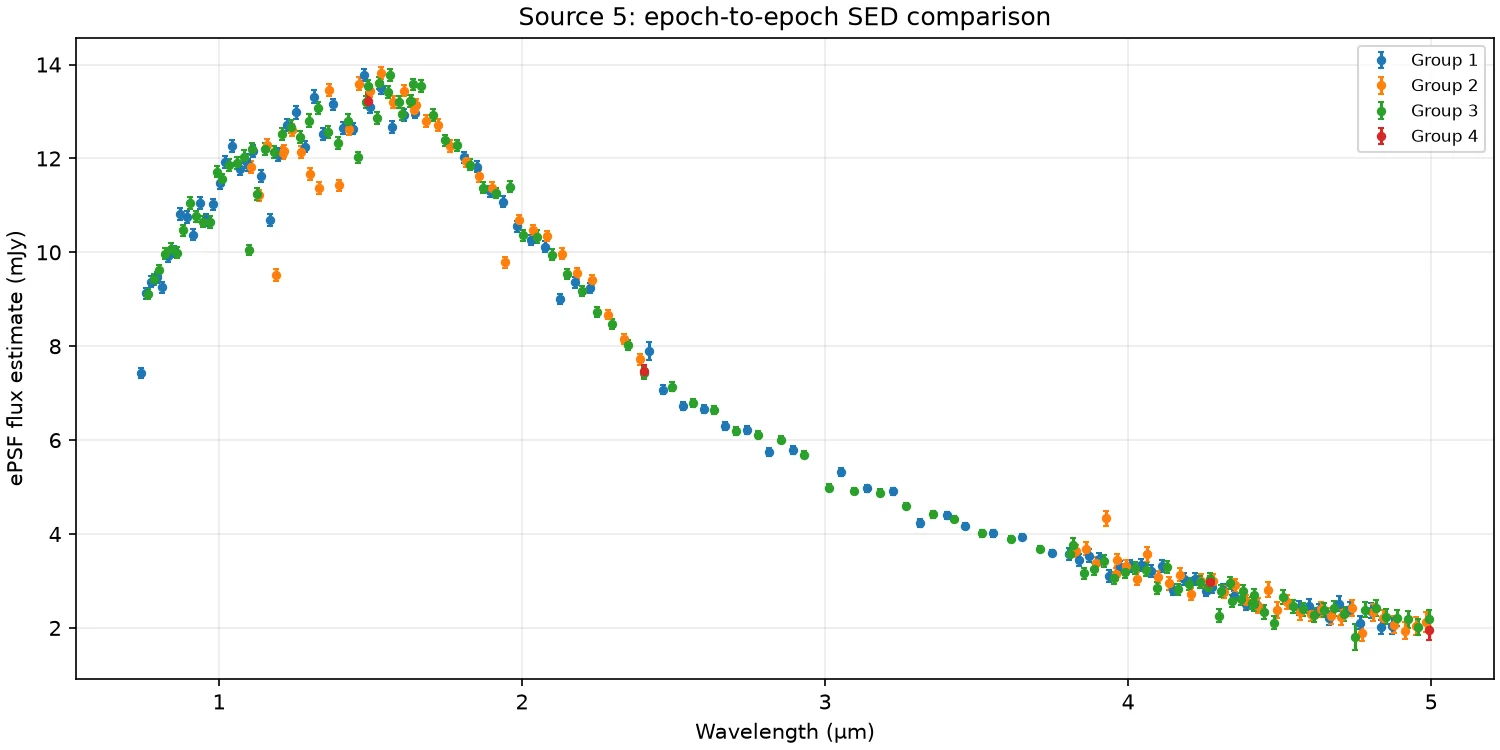 Source 5: epoch-to-epoch SED comparison
ePSF flux estimate (mJy)
14
12
10
8
6
4
2
Group 1
Group 2
Group 3
Group 4
1 2 3 4 5
Wavelength (μm)